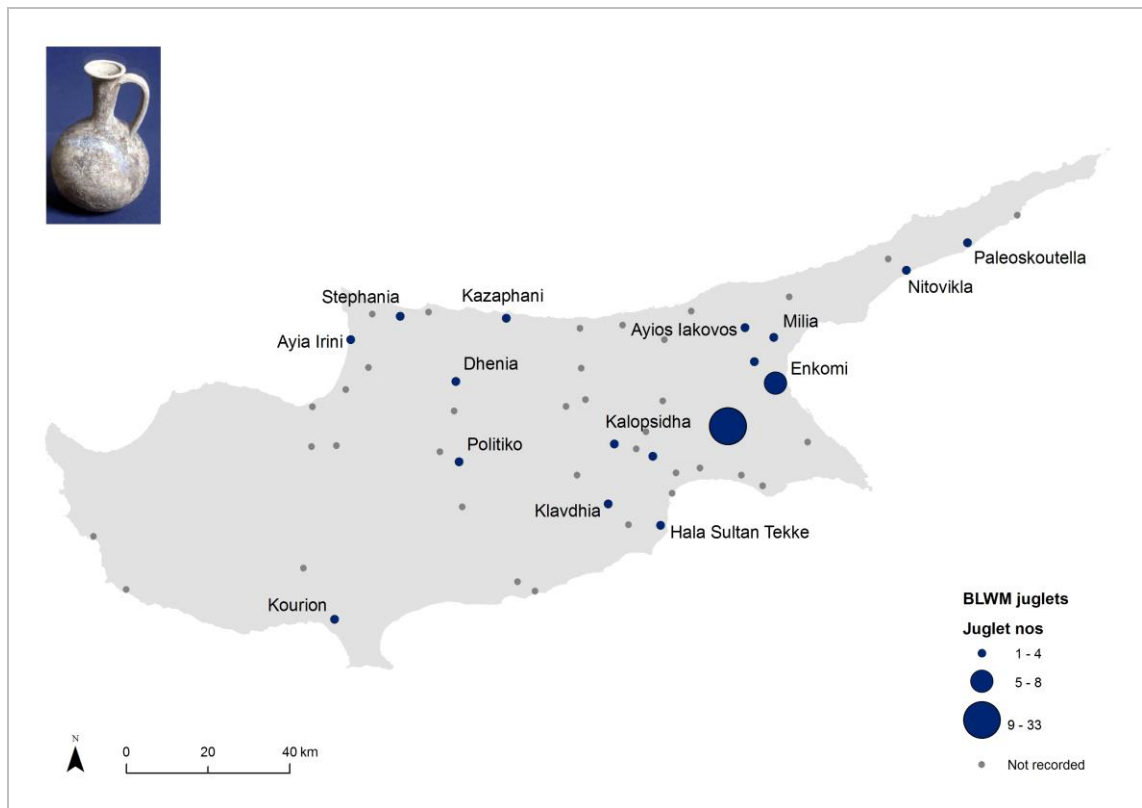 Paleoskoutella
Nitovikla
Stephania
Kazaphani
Ayios Iakovos
Milia
Ayia Irini
Enkomi
Dhenia
Kalopsidha
Politiko
Klavdhia
Hala Sultan Tekke
Kourion
BLWM juglets
Juglet nos
1 - 4
5 - 8
9 - 33
Not recorded
N
0 20 40 km